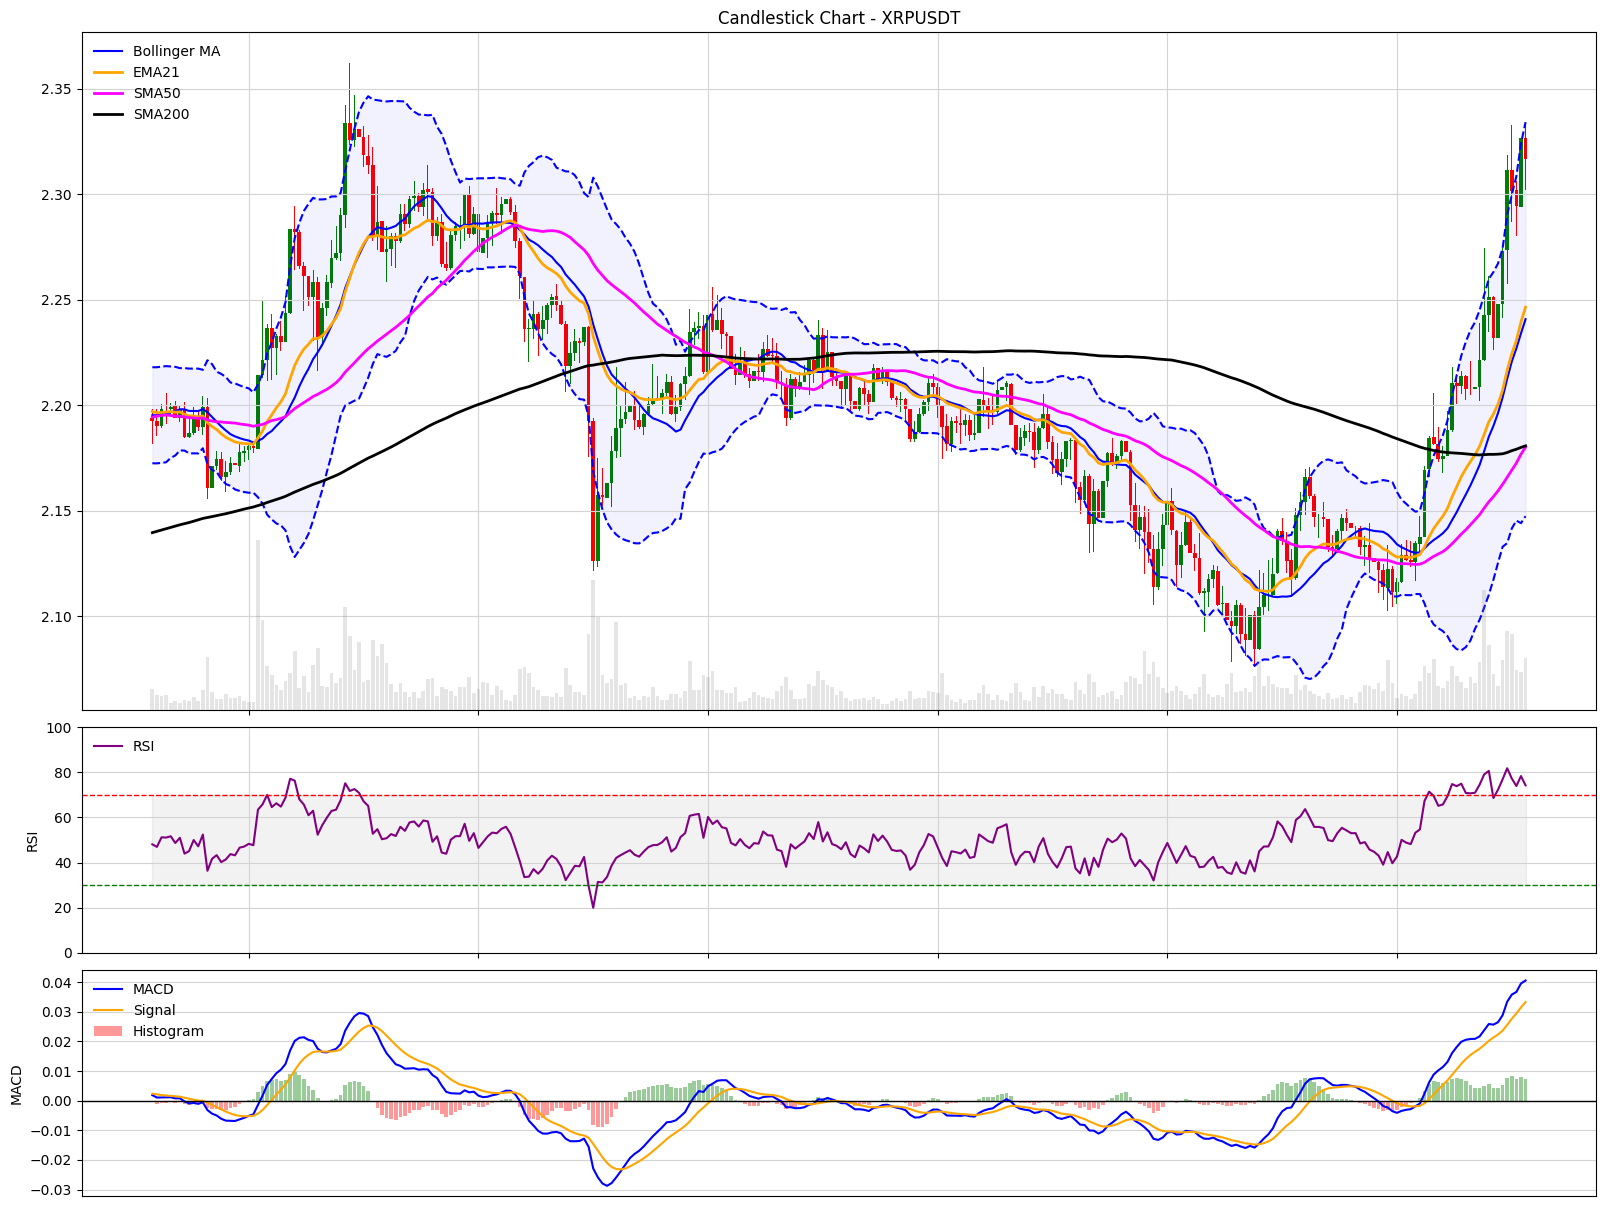 Candlestick Chart - XRPUSDT
Bollinger MA
EMA21
SMA50
SMA200
2.35
2.30
2.25
2.20
2.15
2.10
RSI
100
80
60
40
20
0
RSI
MACD
Signal
Histogram
0.04
0.03
0.02
0.01
0.00
−0.01
−0.02
−0.03
MACD